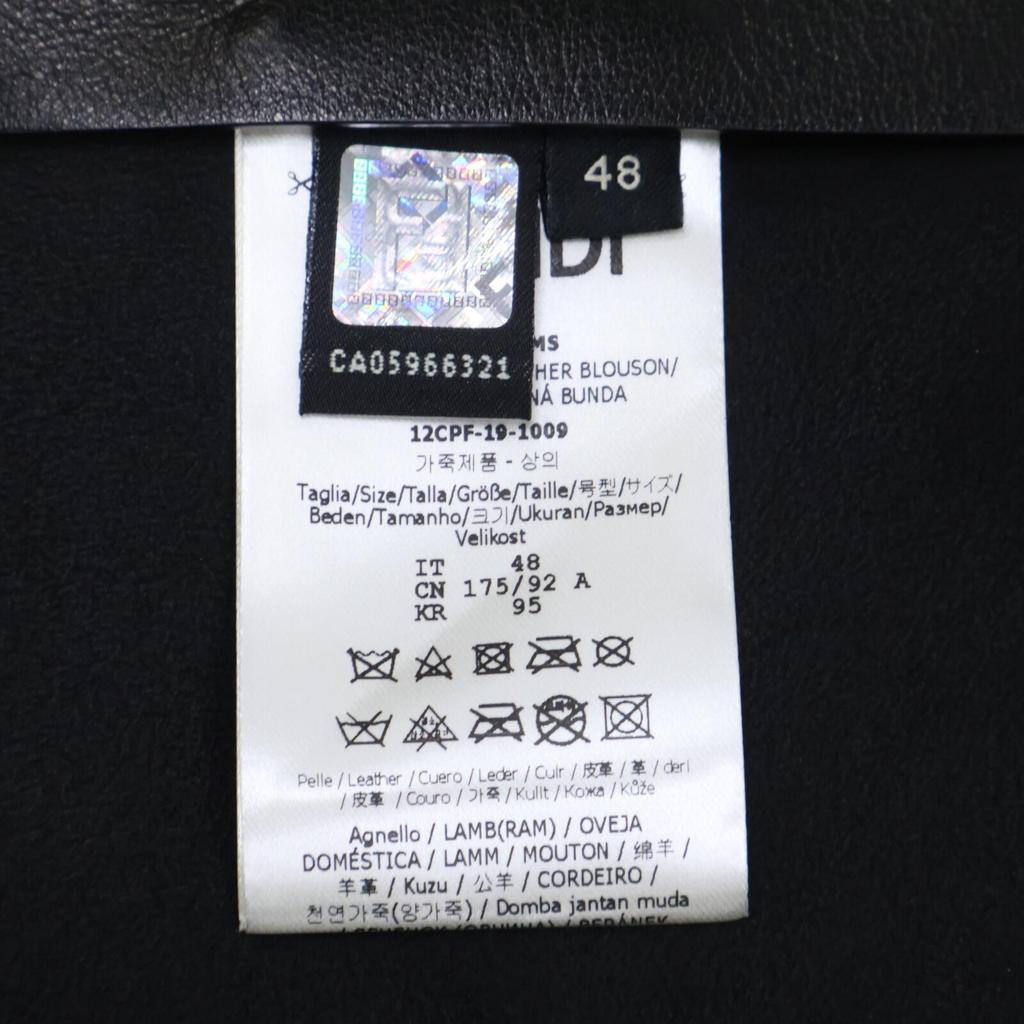 48
DI
CA05966321
MS
HER BLOUSON/
NÁ BUNDA
12CPF-19-1009
가죽제품 - 상의
Taglia/Size/Talla/Größe/Taille/号型/サイズ/
Beden/Tamanho/크기/Ukuran/Размер/
Velikost
IT 48
CN 175/92 A
KR 95
Pelle / Leather / Cuero / Leder / Cuir / 皮革 / 革 / deri
/ 皮革 / Couro / 가죽 / Kulit / Кожа / Kůže
Agnello / LAMB(RAM) / OVEJA
DOMÉSTICA / LAMM / MOUTON / 绵羊 /
羊革 / Kuzu / 公羊 / CORDEIRO /
천연가죽(양가죽) / Domba jantan muda